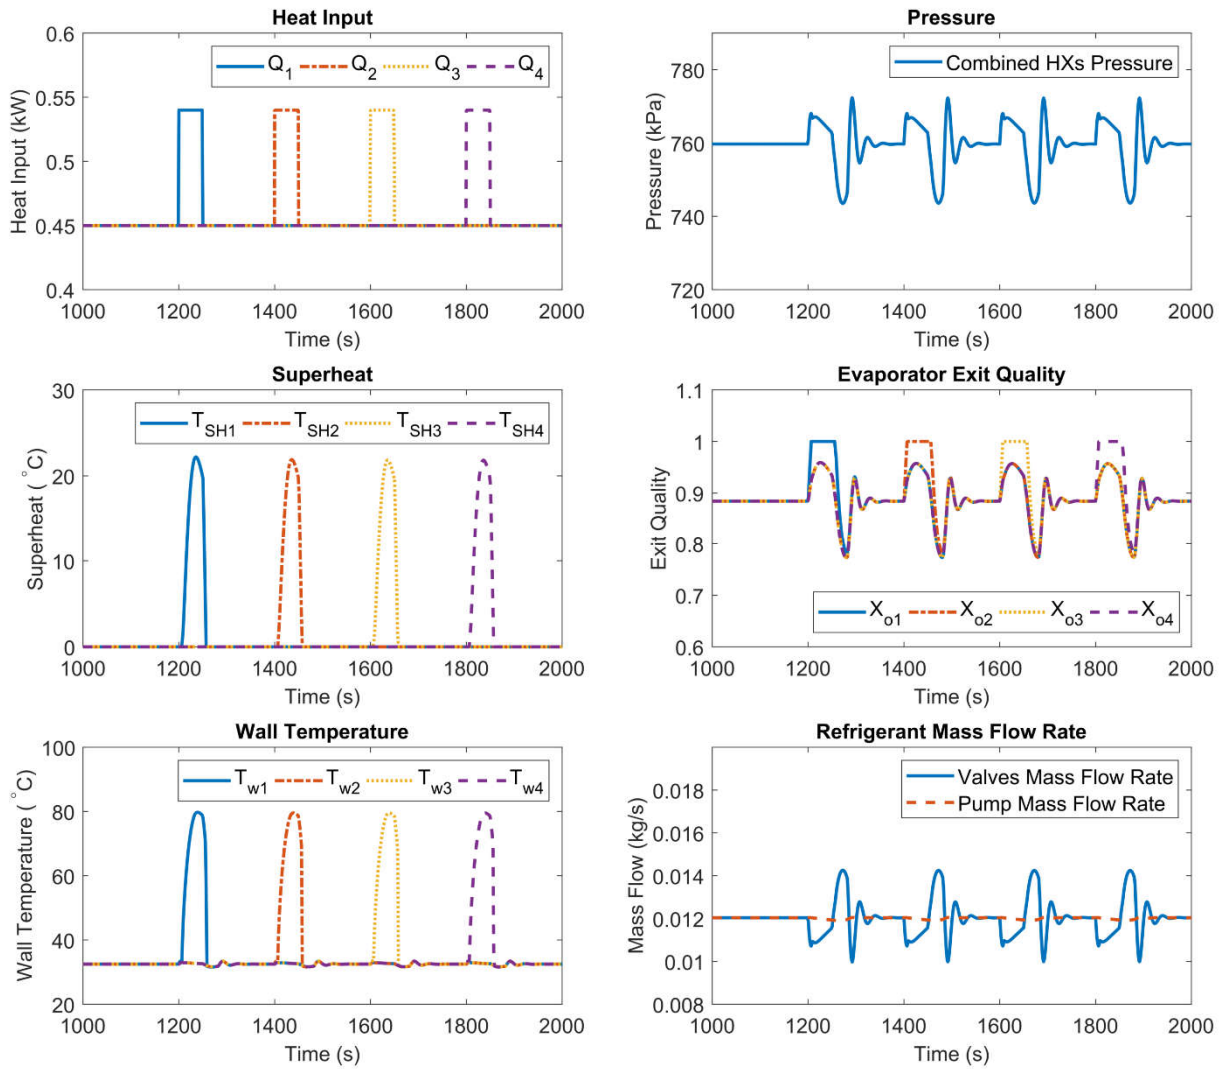 Heat Input
0.6
0.55
0.5
0.45
0.4
Heat Input (kW)
Q1 Q2 Q3 Q4
1000 1200 1400 1600 1800 2000
Time (s)
Pressure
780
760
740
720
Pressure (kPa)
Combined HXs Pressure
1000 1200 1400 1600 1800 2000
Time (s)
Superheat
30
20
10
0
Superheat (°C)
TSH1 TSH2 TSH3 TSH4
1000 1200 1400 1600 1800 2000
Time (s)
Evaporator Exit Quality
1.1
1
0.9
0.8
0.7
0.6
Exit Quality
Xo1 Xo2 Xo3 Xo4
1000 1200 1400 1600 1800 2000
Time (s)
Wall Temperature
100
80
60
40
20
Wall Temperature (°C)
Tw1 Tw2 Tw3 Tw4
1000 1200 1400 1600 1800 2000
Time (s)
Refrigerant Mass Flow Rate
0.018
0.016
0.014
0.012
0.01
0.008
Mass Flow (kg/s)
Valves Mass Flow Rate
Pump Mass Flow Rate
1000 1200 1400 1600 1800 2000
Time (s)